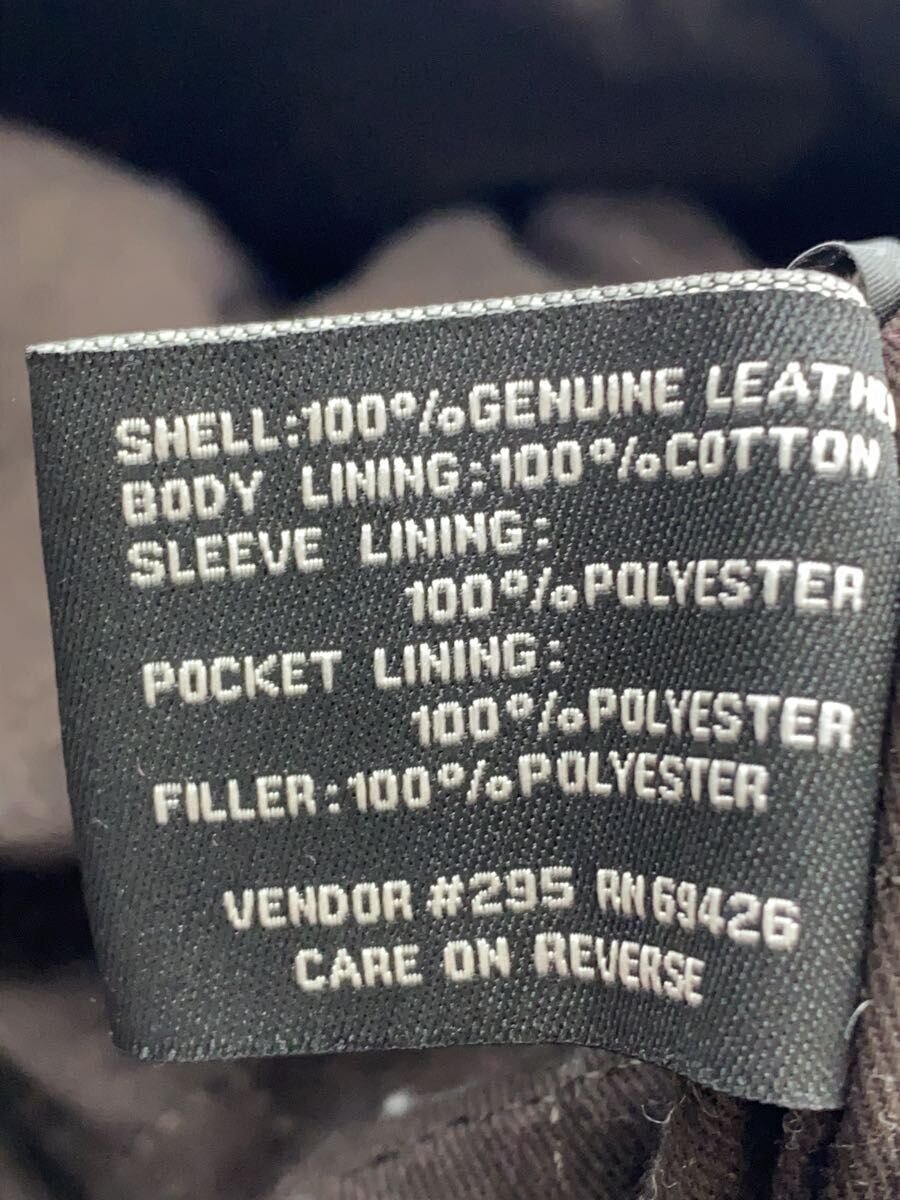 SHELL:100%GENUINE LEATHER
BODY LINING:100%COTTON
SLEEVE LINING:
100%POLYESTER
POCKET LINING:
100%POLYESTER
FILLER:100%POLYESTER
VENDOR #295 RN69426
CARE ON REVERSE